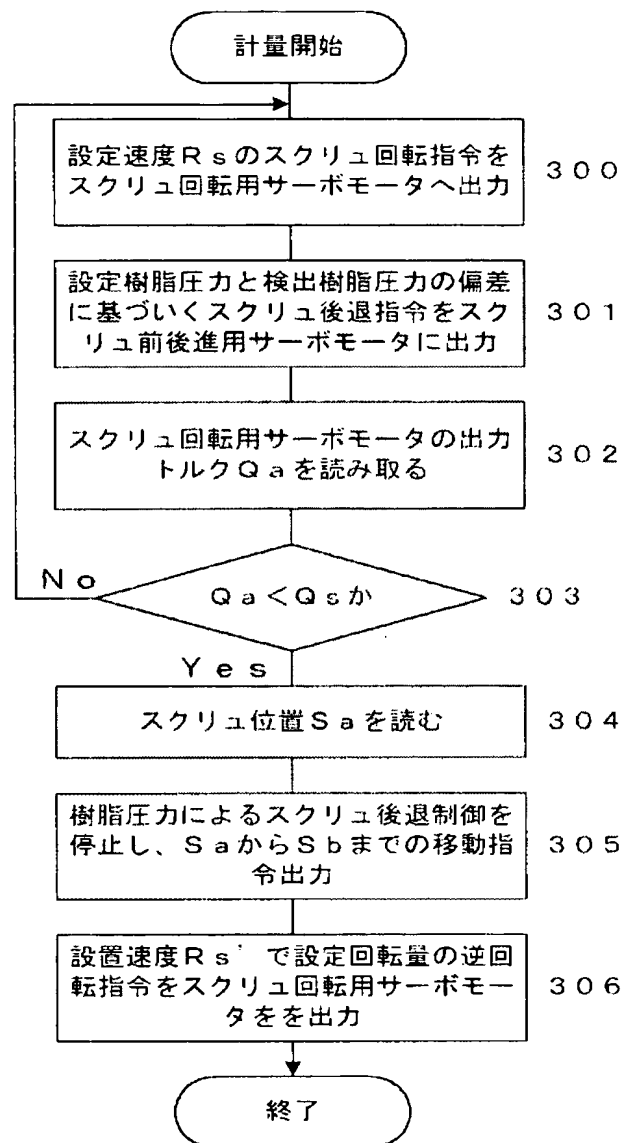 計量開始
設定速度Rsのスクリュ回転指令を
スクリュ回転用サーボモータへ出力
300
設定樹脂圧力と検出樹脂圧力の偏差
に基づいくスクリュ後退指令をスク
リュ前後進用サーボモータに出力
301
スクリュ回転用サーボモータの出力
トルクQaを読み取る
302
No
Qa<Qsか
303
Yes
スクリュ位置Saを読む
304
樹脂圧力によるスクリュ後退制御を
停止し、SaからSbまでの移動指
令出力
305
設置速度Rs'で設定回転量の逆回
転指令をスクリュ回転用サーボモー
タをを出力
306
終了